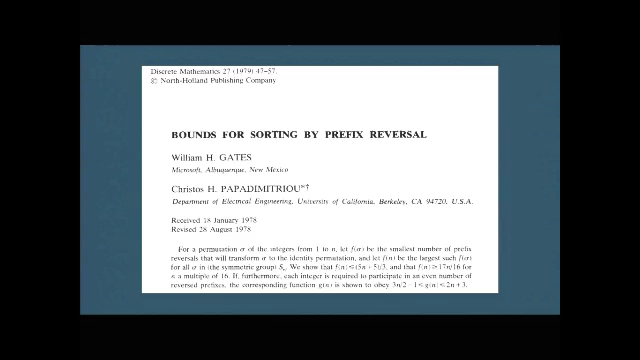 Discrete Mathematics 27 (1979) 47–57.
© North-Holland Publishing Company
BOUNDS FOR SORTING BY PREFIX REVERSAL
William H. GATES
Microsoft, Albuquerque, New Mexico
Christos H. PAPADIMITRIOU*†
Department of Electrical Engineering, University of California, Berkeley, CA 94720, U.S.A.
Received 18 January 1978
Revised 28 August 1978
For a permutation σ of the integers from 1 to n, let f(σ) be the smallest number of prefix
reversals that will transform σ to the identity permutation, and let f(n) be the largest such f(σ)
for all σ in (the symmetric group) Sₙ. We show that f(n)≤(5n+5)/3, and that f(n)≥17n/16 for
n a multiple of 16. If, furthermore, each integer is required to participate in an even number of
reversed prefixes, the corresponding function g(n) is shown to obey 3n/2−1≤g(n)≤2n+3.